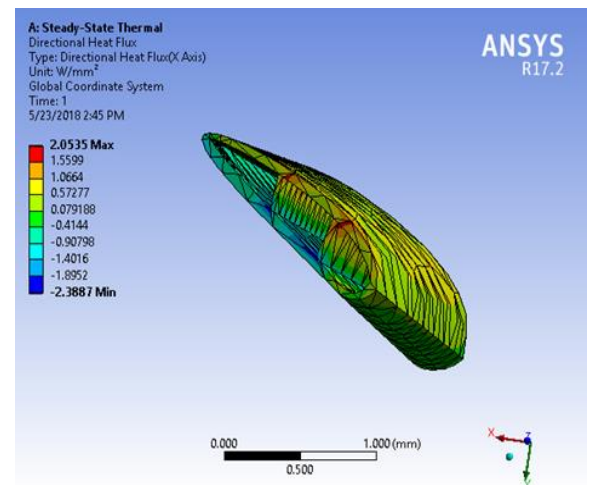 A: Steady-State Thermal
Directional Heat Flux
Type: Directional Heat Flux(X Axis)
Unit: W/mm²
Global Coordinate System
Time: 1
5/23/2018 2:45 PM
ANSYS
R17.2
2.0535 Max
1.5599
1.0664
0.57277
0.079188
-0.4144
-0.90798
-1.4016
-1.8952
-2.3887 Min
0.000
1.000 (mm)
0.500
X
Z